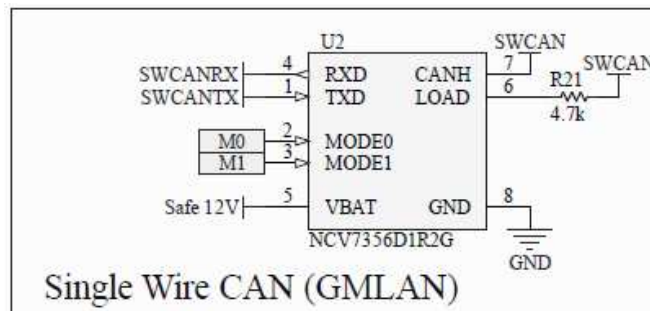 U2
SWCAN
SWCANRX 4 RXD CANH 7 SWCAN
SWCANTX 1 TXD LOAD 6 R21
4.7k
M0 2 MODE0
M1 3 MODE1
Safe 12V 5 VBAT GND 8
NCV7356D1R2G
GND
Single Wire CAN (GMLAN)